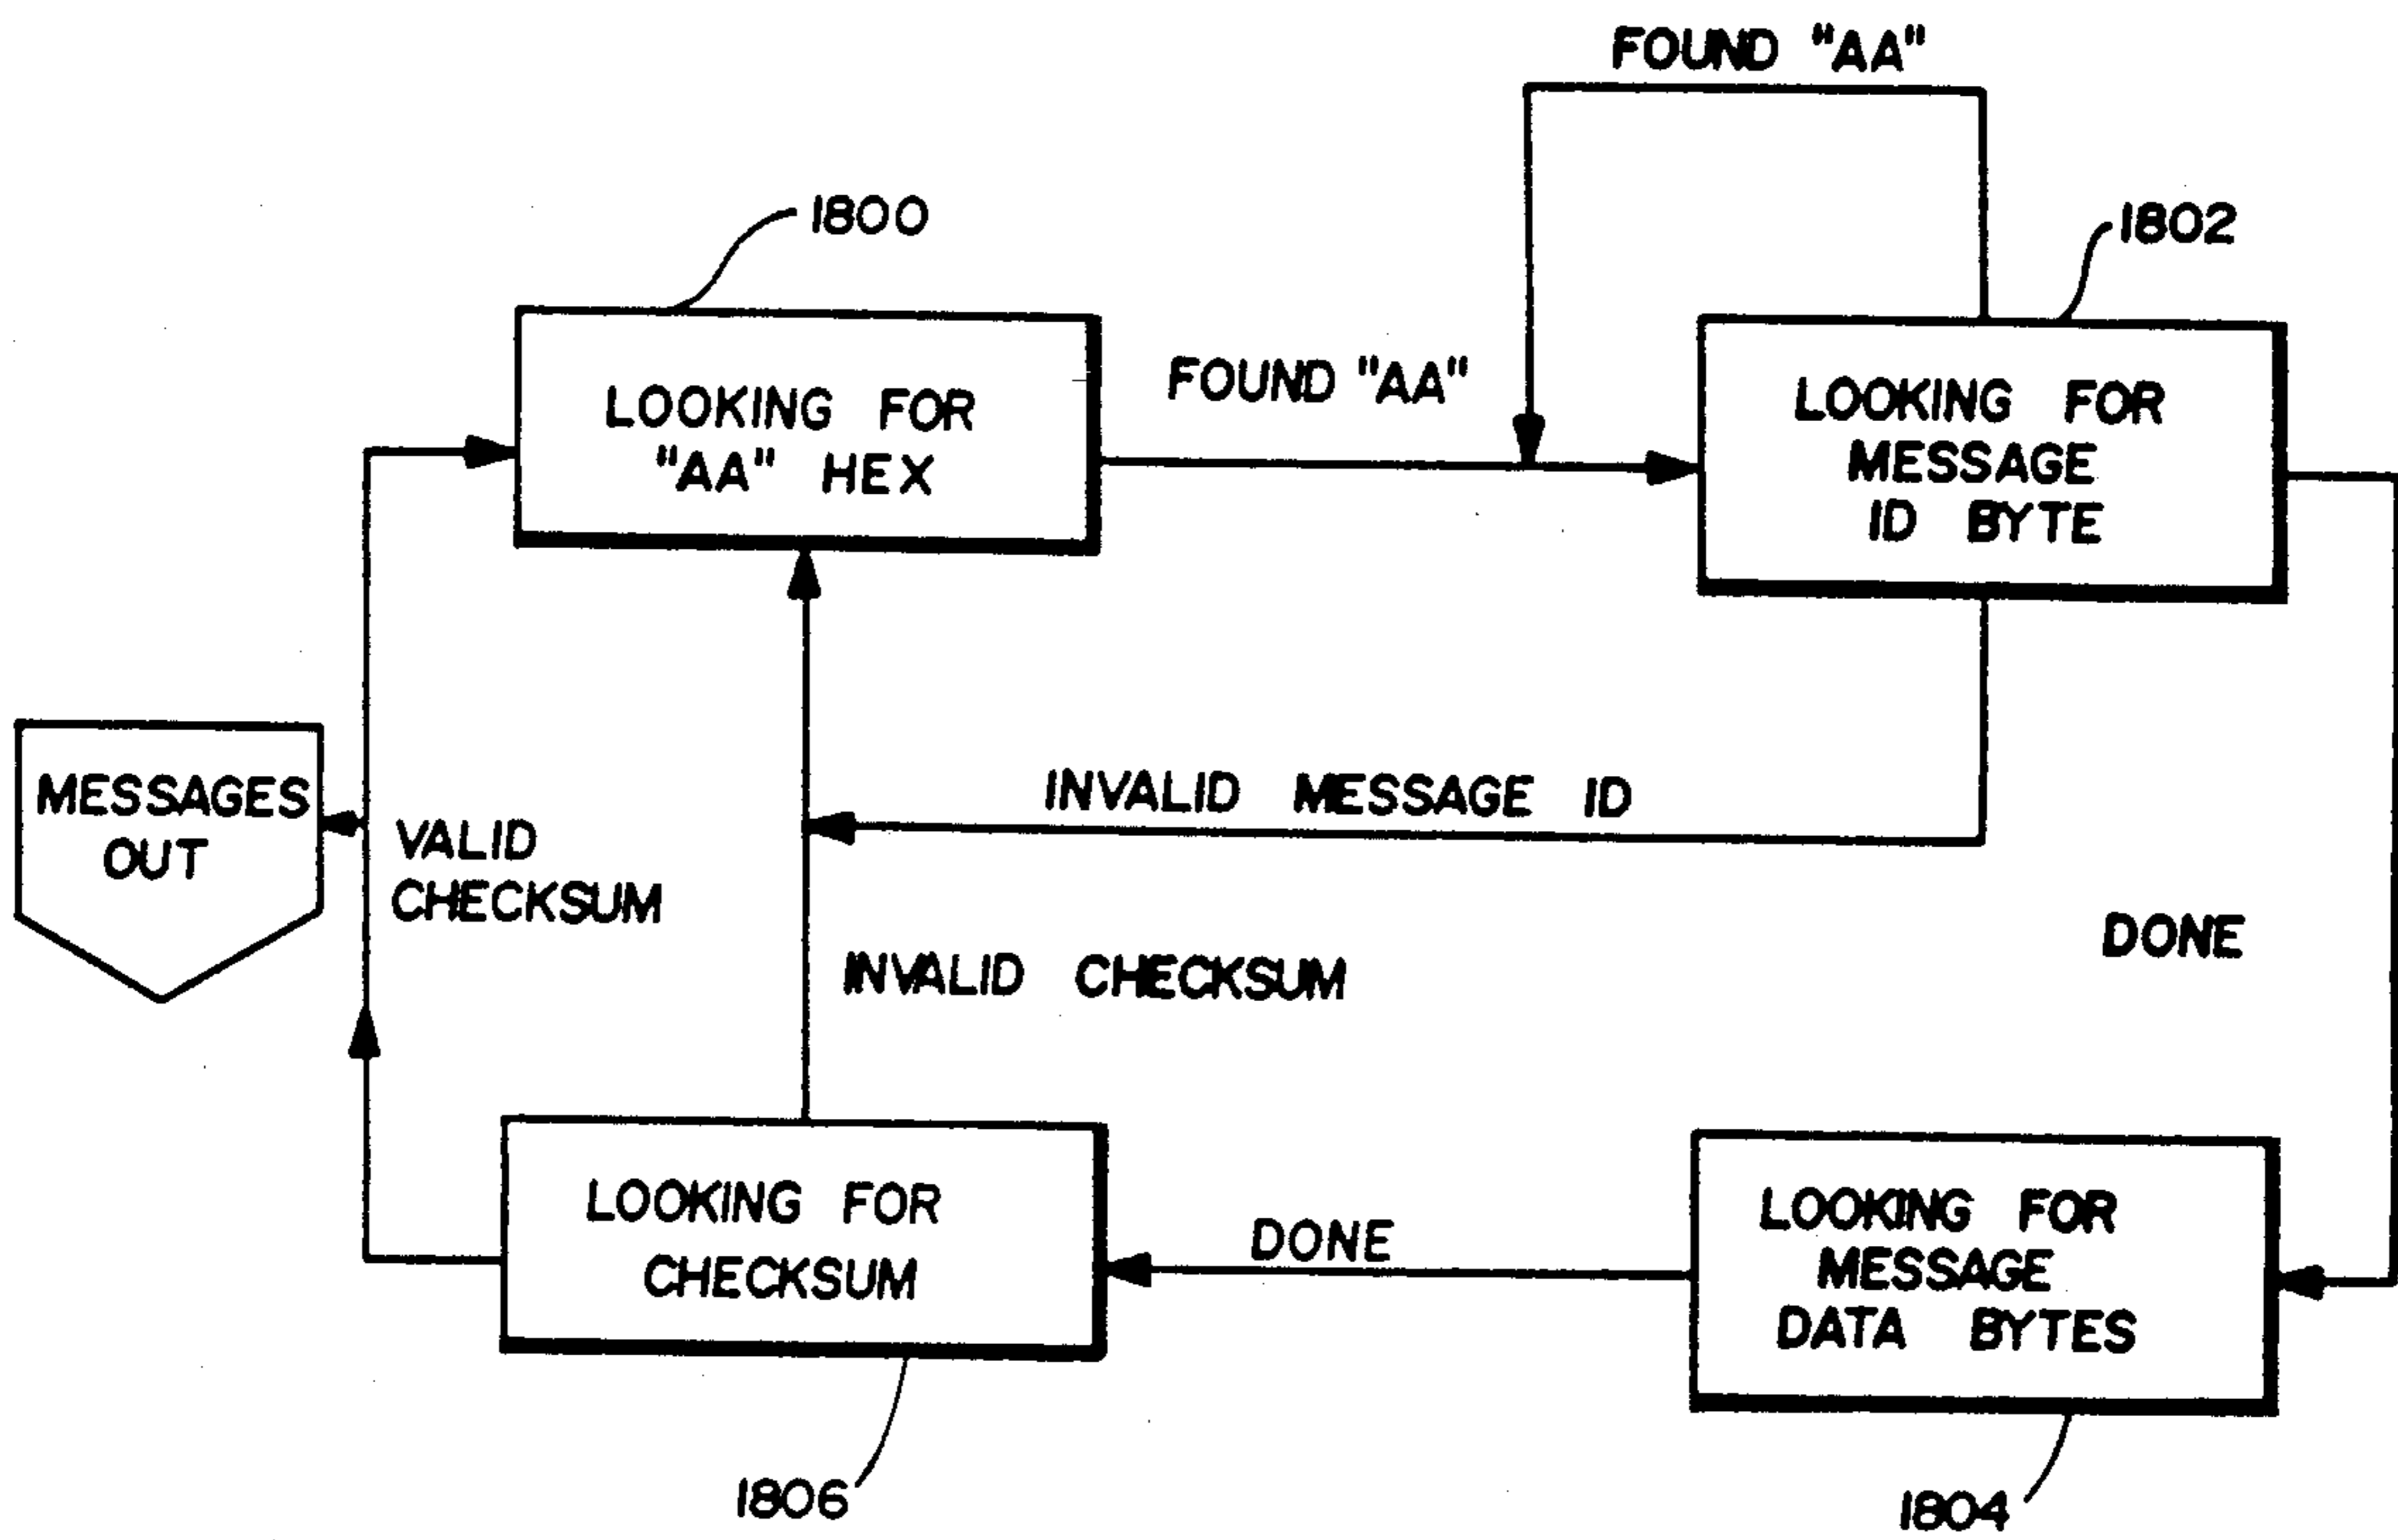 FOUND "AA"
1800
1802
LOOKING FOR
"AA" HEX
FOUND "AA"
LOOKING FOR
MESSAGE
ID BYTE
MESSAGES
OUT
VALID
CHECKSUM
INVALID MESSAGE ID
INVALID CHECKSUM
DONE
LOOKING FOR
CHECKSUM
DONE
LOOKING FOR
MESSAGE
DATA BYTES
1806
1804